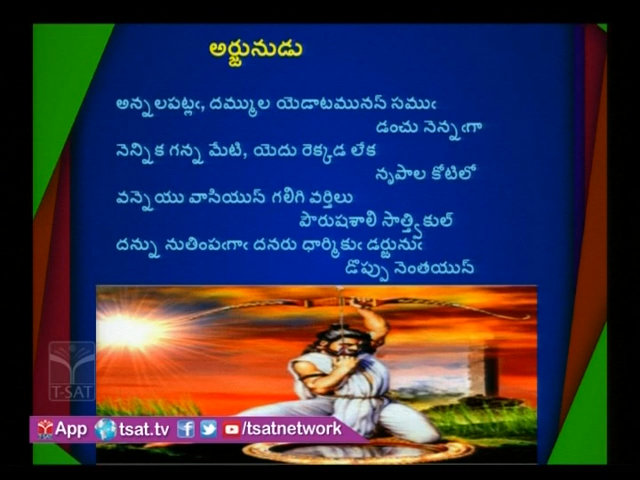 అర్జునుడు
అన్నలపట్లఁ, దమ్ముల యెడాటమునస్ సముఁ
డంచు నెన్నఁగా
నెన్నిక గన్న మేటి, యెదు రెక్కడ లేక
నృపాల కోటిలో
వన్నెయు వాసియుస్ గలిగి వర్తిలు
పౌరుషశాలి సాత్త్వికుల్
దన్ను నుతింపఁగాఁ దనరు ధార్మికుఁ డర్జునుఁ
డొప్పు నెంతయుస్
T-SAT
App tsat.tv /tsatnetwork